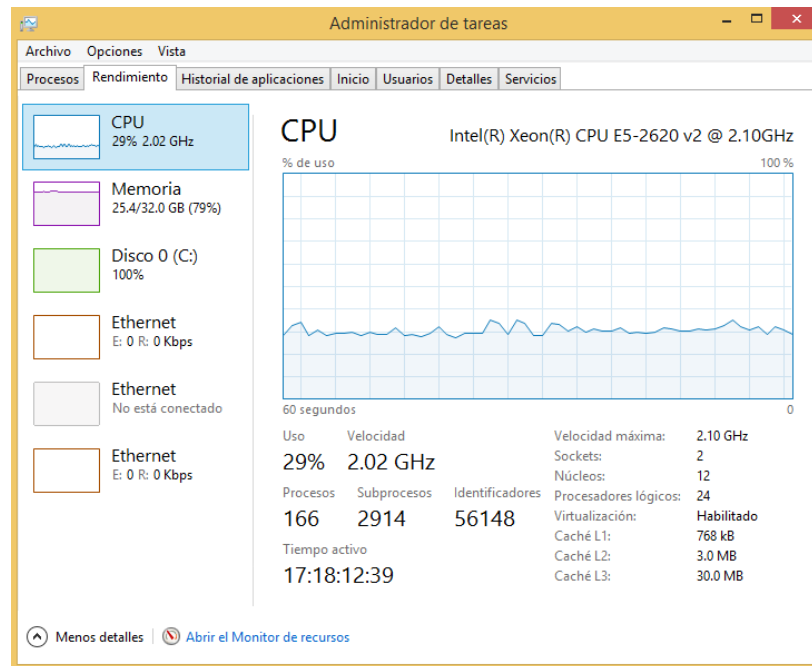 Administrador de tareas
Archivo Opciones Vista
Procesos Rendimiento Historial de aplicaciones Inicio Usuarios Detalles Servicios
CPU
29% 2.02 GHz
Memoria
25.4/32.0 GB (79%)
Disco 0 (C:)
100%
Ethernet
E: 0 R: 0 Kbps
Ethernet
No está conectado
Ethernet
E: 0 R: 0 Kbps
CPU Intel(R) Xeon(R) CPU E5-2620 v2 @ 2.10GHz
% de uso 100 %
60 segundos 0
Uso Velocidad
29% 2.02 GHz
Procesos Subprocesos Identificadores
166 2914 56148
Tiempo activo
17:18:12:39
Velocidad máxima: 2.10 GHz
Sockets: 2
Núcleos: 12
Procesadores lógicos: 24
Virtualización: Habilitado
Caché L1: 768 kB
Caché L2: 3.0 MB
Caché L3: 30.0 MB
Menos detalles Abrir el Monitor de recursos